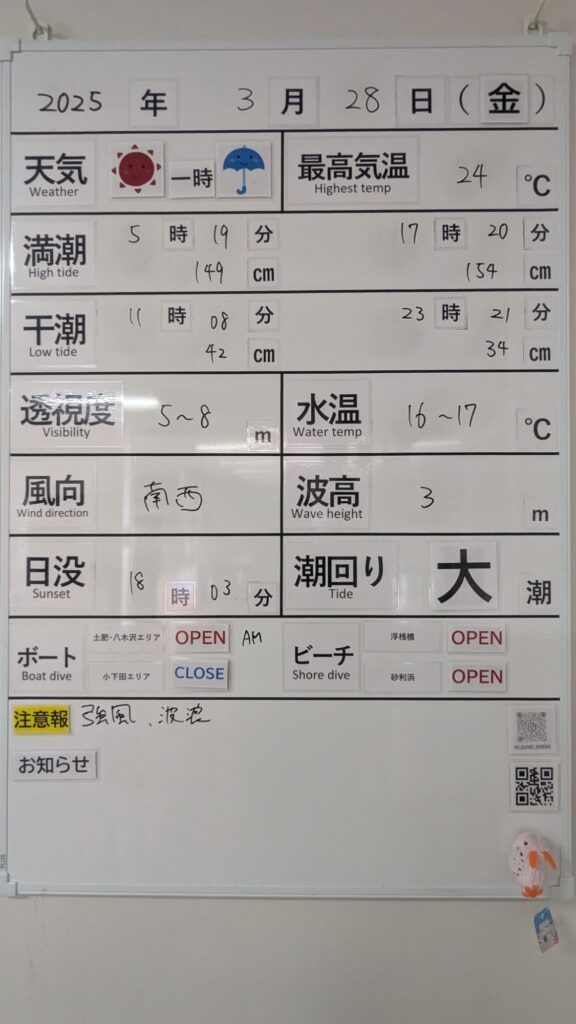 2025 年 3 月 28 日 (金)
天気 一時 最高気温 24 ℃
Weather Highest temp
満潮 5 時 19 分 17 時 20 分
High tide 149 cm 154 cm
干潮 11 時 08 分 23 時 21 分
Low tide 42 cm 34 cm
透視度 5~8 m 水温 16~17 ℃
Visibility Water temp
風向 南西 波高 3 m
Wind direction Wave height
日没 18 時 03 分 潮回り 大 潮
Sunset Tide
ボート 土肥・八木沢エリア OPEN AM ビーチ 浮桟橋 OPEN
Boat dive 小下田エリア CLOSE Shore dive 砂利浜 OPEN
注意報 強風、波浪
お知らせ
PLUS